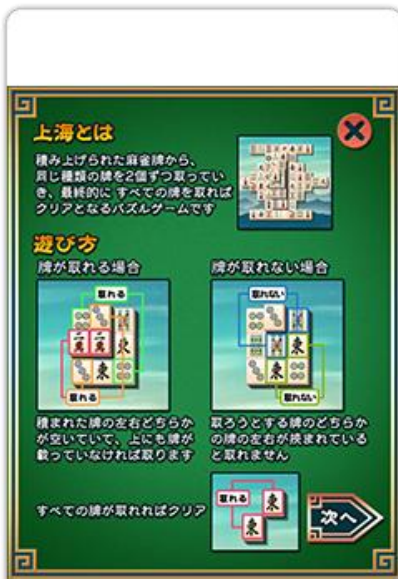 上海とは
積み上げられた麻雀牌から、
同じ種類の牌を2個ずつ取ってい
き、最終的に すべての牌を取れば
クリアとなるパズルゲームです
遊び方
牌が取れる場合
取れる
二萬
二萬
東
東
取れる
積まれた牌の左右どちらか
が空いていて、上にも牌が
載っていなければ取ります
牌が取れない場合
取れない
東
東
取れない
取ろうとする牌のどちらか
の牌の左右が挟まれている
と取れません
すべての牌が取れればクリア
取れる
東
東
次へ